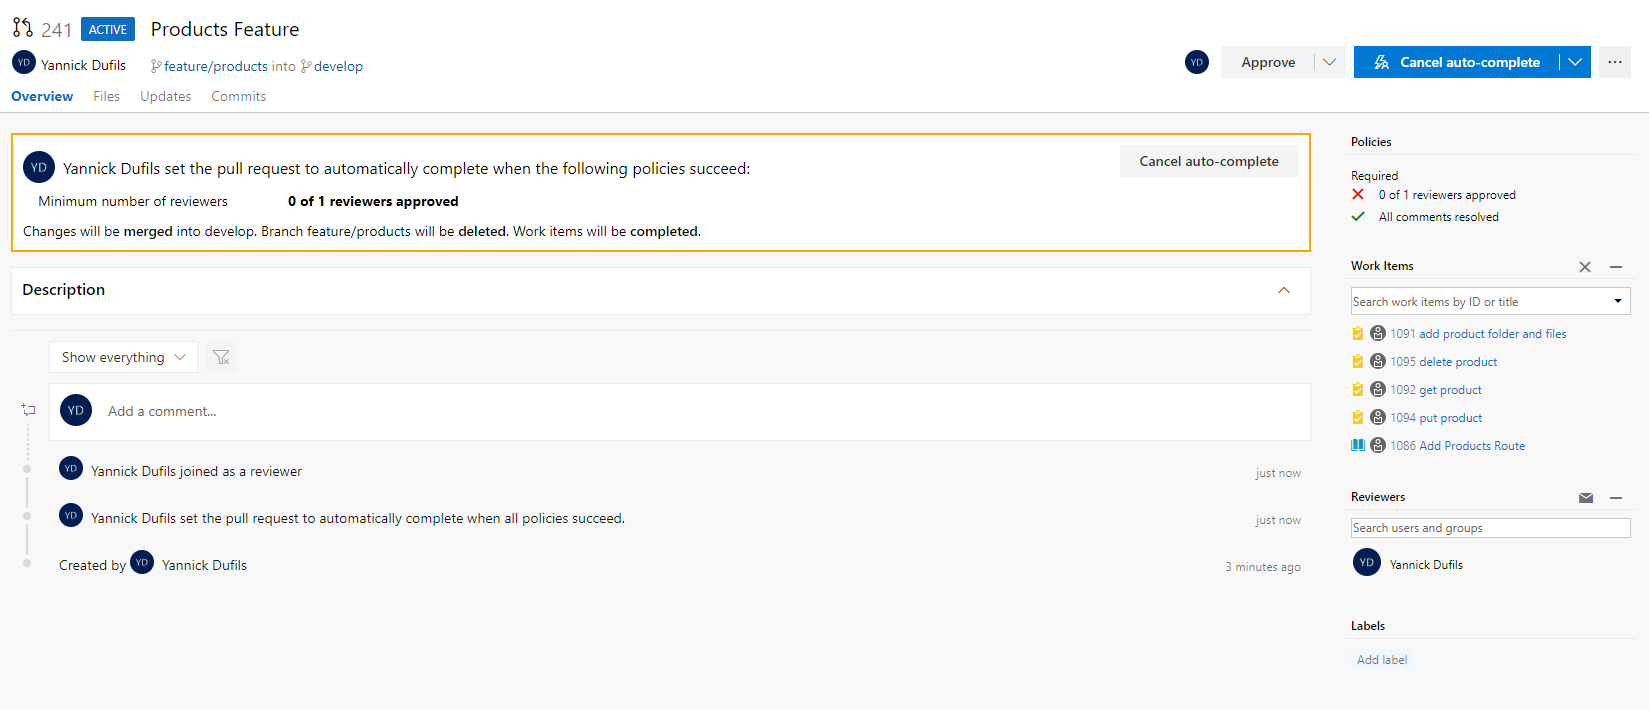 241 ACTIVE Products Feature
YD Yannick Dufils feature/products into develop
YD Approve Cancel auto-complete ...
Overview Files Updates Commits
YD Yannick Dufils set the pull request to automatically complete when the following policies succeed:
Cancel auto-complete
Minimum number of reviewers 0 of 1 reviewers approved
Changes will be merged into develop. Branch feature/products will be deleted. Work items will be completed.
Description
Show everything
YD Add a comment...
YD Yannick Dufils joined as a reviewer just now
YD Yannick Dufils set the pull request to automatically complete when all policies succeed. just now
Created by YD Yannick Dufils 3 minutes ago
Policies
Required
0 of 1 reviewers approved
All comments resolved
Work Items
Search work items by ID or title
1091 add product folder and files
1095 delete product
1092 get product
1094 put product
1086 Add Products Route
Reviewers
Search users and groups
YD Yannick Dufils
Labels
Add label